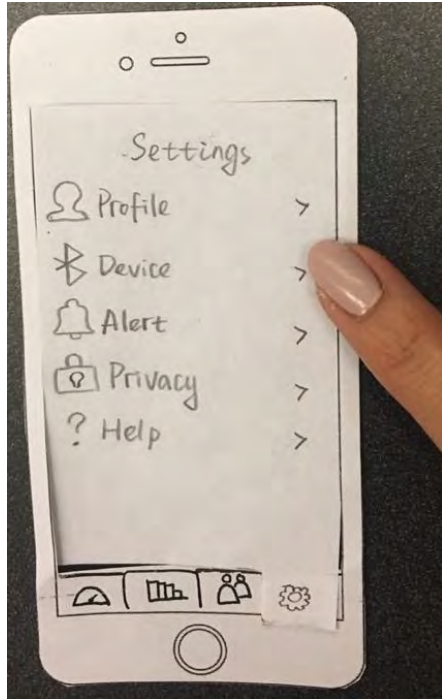 Settings
Profile >
Device >
Alert >
Privacy >
? Help >